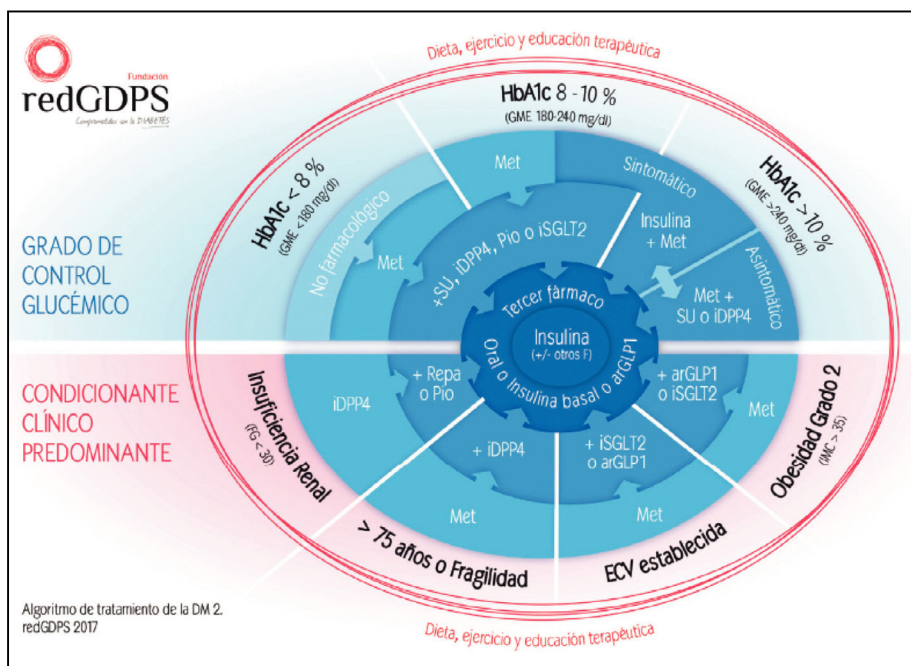 Dieta, ejercicio y educación terapéutica
Fundación
redGDPS
Comprometidos con la DIABETES
HbA1c 8 - 10 %
(GME 180-240 mg/dl)
HbA1c < 8 %
(GME <180 mg/dl)
HbA1c > 10 %
(GME >240 mg/dl)
GRADO DE
CONTROL
GLUCÉMICO
No farmacológico
Met
Met
Sintomático
Asintomático
+SU, iDPP4, Pio o iSGLT2
Insulina
+ Met
Met +
SU o iDPP4
Tercer fármaco
Oral o Insulina basal o arGLP1
Insulina
(+/- otros F)
CONDICIONANTE
CLÍNICO
PREDOMINANTE
Insuficiencia Renal
(FG < 30)
iDPP4
+ Repa
o Pio
> 75 años o Fragilidad
Met
+ iDPP4
ECV establecida
Met
+ iSGLT2
o arGLP1
Obesidad Grado 2
(IMC > 35)
Met
+ arGLP1
o iSGLT2
Algoritmo de tratamiento de la DM 2.
redGDPS 2017
Dieta, ejercicio y educación terapéutica